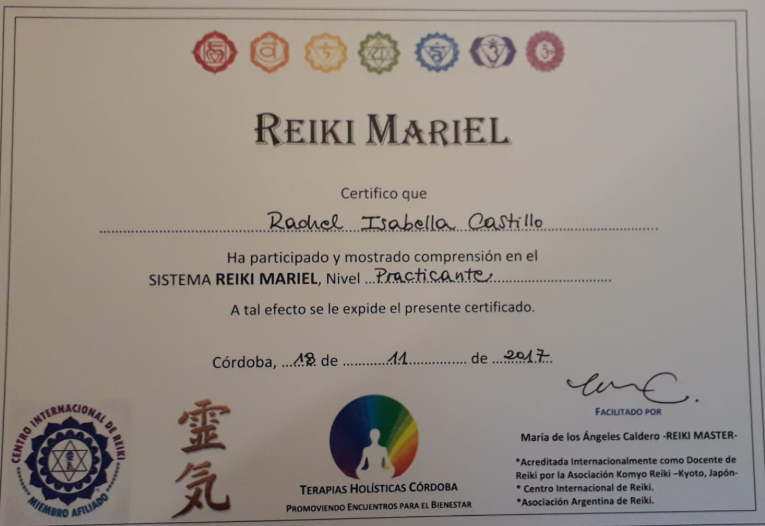 REIKI MARIEL
Certifico que
Rachel Isabella Castillo
Ha participado y mostrado comprensión en el
SISTEMA REIKI MARIEL, Nivel ...Practicante...
A tal efecto se le expide el presente certificado.
Córdoba, ......18. de ............11............... de ...2017.
FACILITADO POR
María de los Ángeles Caldero -REIKI MASTER-
*Acreditada Internacionalmente como Docente de
Reiki por la Asociación Komyo Reiki –Kyoto, Japón-
* Centro Internacional de Reiki.
*Asociación Argentina de Reiki.
CENTRO INTERNACIONAL DE REIKI
MIEMBRO AFILIADO
靈
気
TERAPIAS HOLÍSTICAS CÓRDOBA
PROMOVIENDO ENCUENTROS PARA EL BIENESTAR